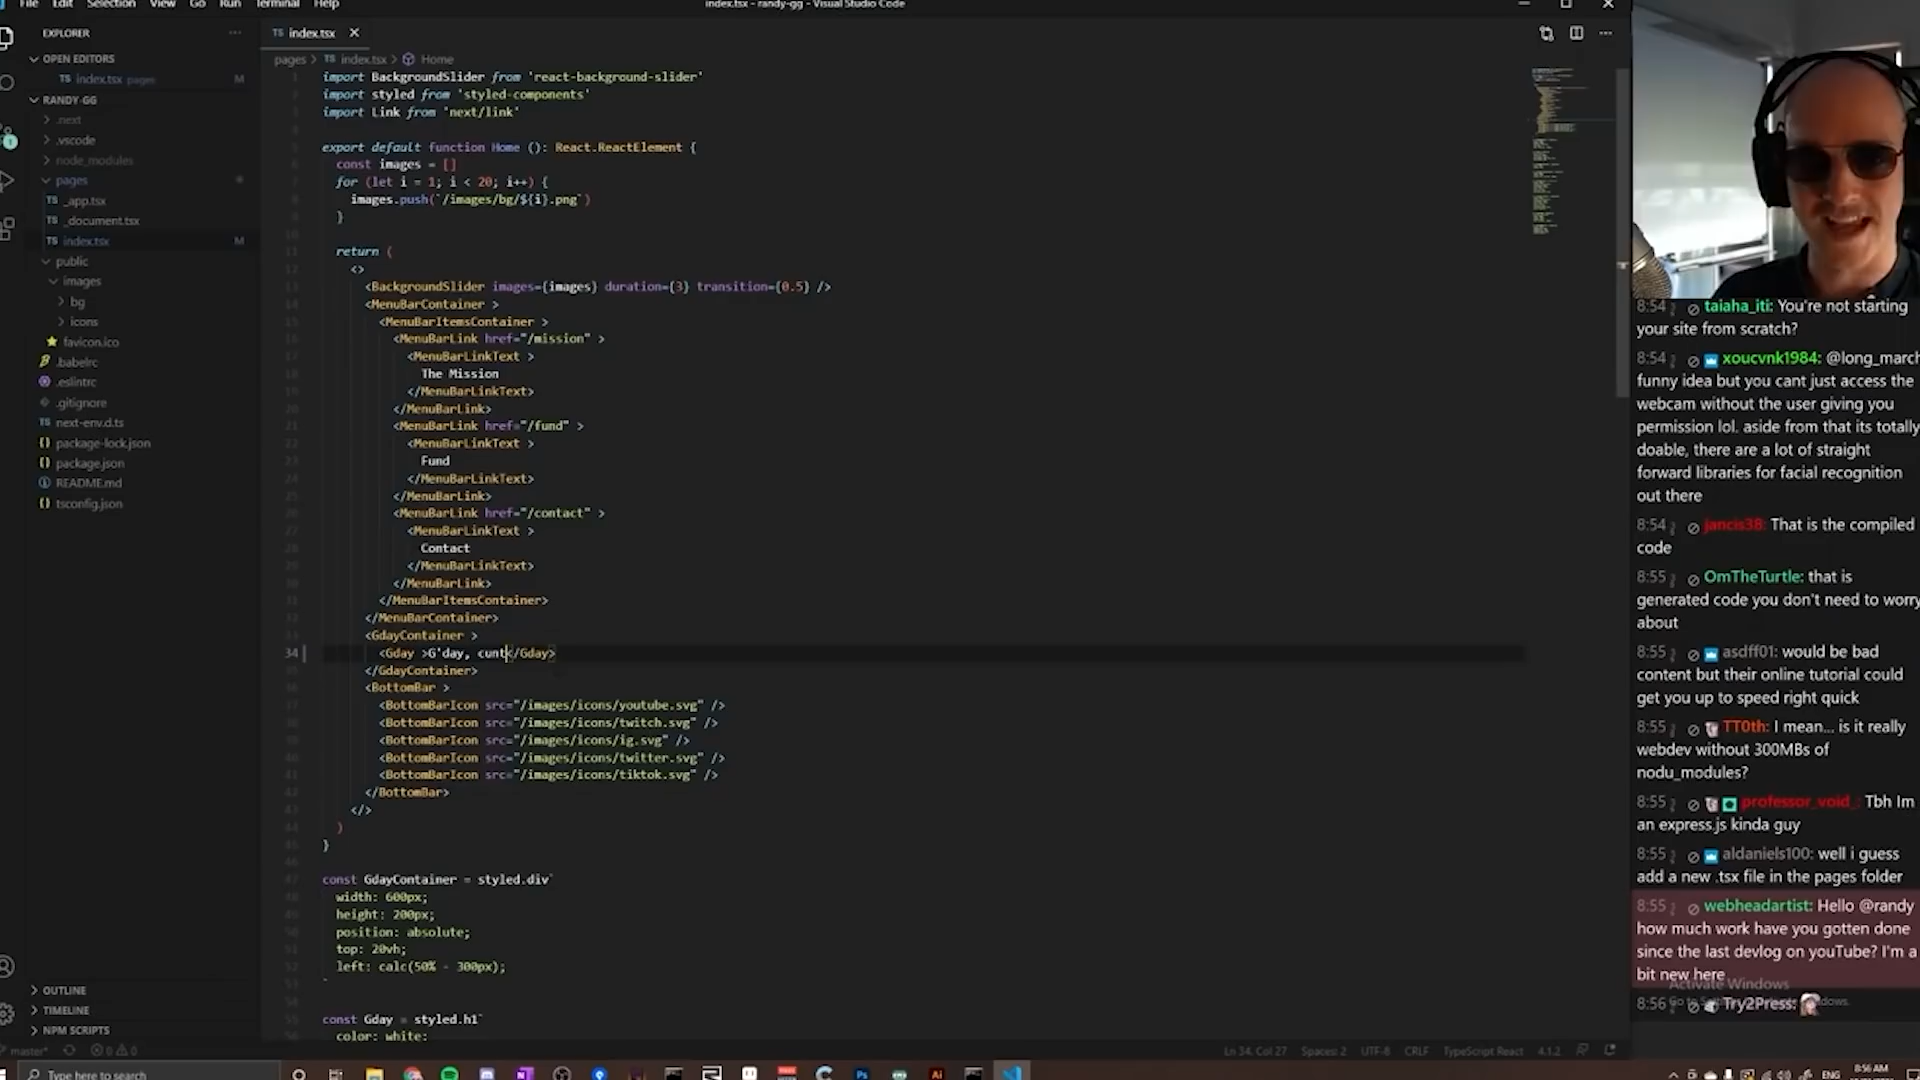 File Edit Selection View Go Run Terminal Help
index.tsx - randy-gg - Visual Studio Code
EXPLORER
OPEN EDITORS
TS index.tsx pages M
RANDY-GG
.next
.vscode
node_modules
pages
TS _app.tsx
TS _document.tsx
TS index.tsx M
public
images
bg
icons
favicon.ico
.babelrc
.eslintrc
.gitignore
TS next-env.d.ts
{} package-lock.json
{} package.json
README.md
tsconfig.json
OUTLINE
TIMELINE
NPM SCRIPTS
TS index.tsx
pages > TS index.tsx > Home
import BackgroundSlider from 'react-background-slider'
import styled from 'styled-components'
import Link from 'next/link'
export default function Home (): React.ReactElement {
const images = []
for (let i = 1; i < 20; i++) {
images.push(`/images/bg/${i}.png`)
}
return (
<>
<BackgroundSlider images={images} duration={3} transition={0.5} />
<MenuBarContainer >
<MenuBarItemsContainer >
<MenuBarLink href="/mission" >
<MenuBarLinkText >
The Mission
</MenuBarLinkText>
</MenuBarLink>
<MenuBarLink href="/fund" >
<MenuBarLinkText >
Fund
</MenuBarLinkText>
</MenuBarLink>
<MenuBarLink href="/contact" >
<MenuBarLinkText >
Contact
</MenuBarLinkText>
</MenuBarLink>
</MenuBarItemsContainer>
</MenuBarContainer>
<GdayContainer >
34 <Gday >G'day, cunt</Gday>
</GdayContainer>
<BottomBar >
<BottomBarIcon src="/images/icons/youtube.svg" />
<BottomBarIcon src="/images/icons/twitch.svg" />
<BottomBarIcon src="/images/icons/ig.svg" />
<BottomBarIcon src="/images/icons/twitter.svg" />
<BottomBarIcon src="/images/icons/tiktok.svg" />
</BottomBar>
</>
)
}
const GdayContainer = styled.div`
width: 600px;
height: 200px;
position: absolute;
top: 20vh;
left: calc(50% - 300px);
`
const Gday = styled.h1`
color: white;
8:54 taiaha_iti: You're not starting
your site from scratch?
8:54 xoucvnk1984: @long_march
funny idea but you cant just access the
webcam without the user giving you
permission lol. aside from that its totally
doable, there are a lot of straight
forward libraries for facial recognition
out there
8:54 jancis38: That is the compiled
code
8:55 OmTheTurtle: that is
generated code you don't need to worry
about
8:55 asdff01: would be bad
content but their online tutorial could
get you up to speed right quick
8:55 TT0th: I mean... is it really
webdev without 300MBs of
nodu_modules?
8:55 professor_void_: Tbh Im
an express.js kinda guy
8:55 aldaniels100: well i guess
add a new .tsx file in the pages folder
8:55 webheadartist: Hello @randy
how much work have you gotten done
since the last devlog on youTube? I'm a
bit new here
Activate Windows
8:56 Try2Press:
master* 0 0
Ln 34, Col 27 Spaces: 2 UTF-8 CRLF TypeScript React 4.1.2
Type here to search
ENG 8:56 AM